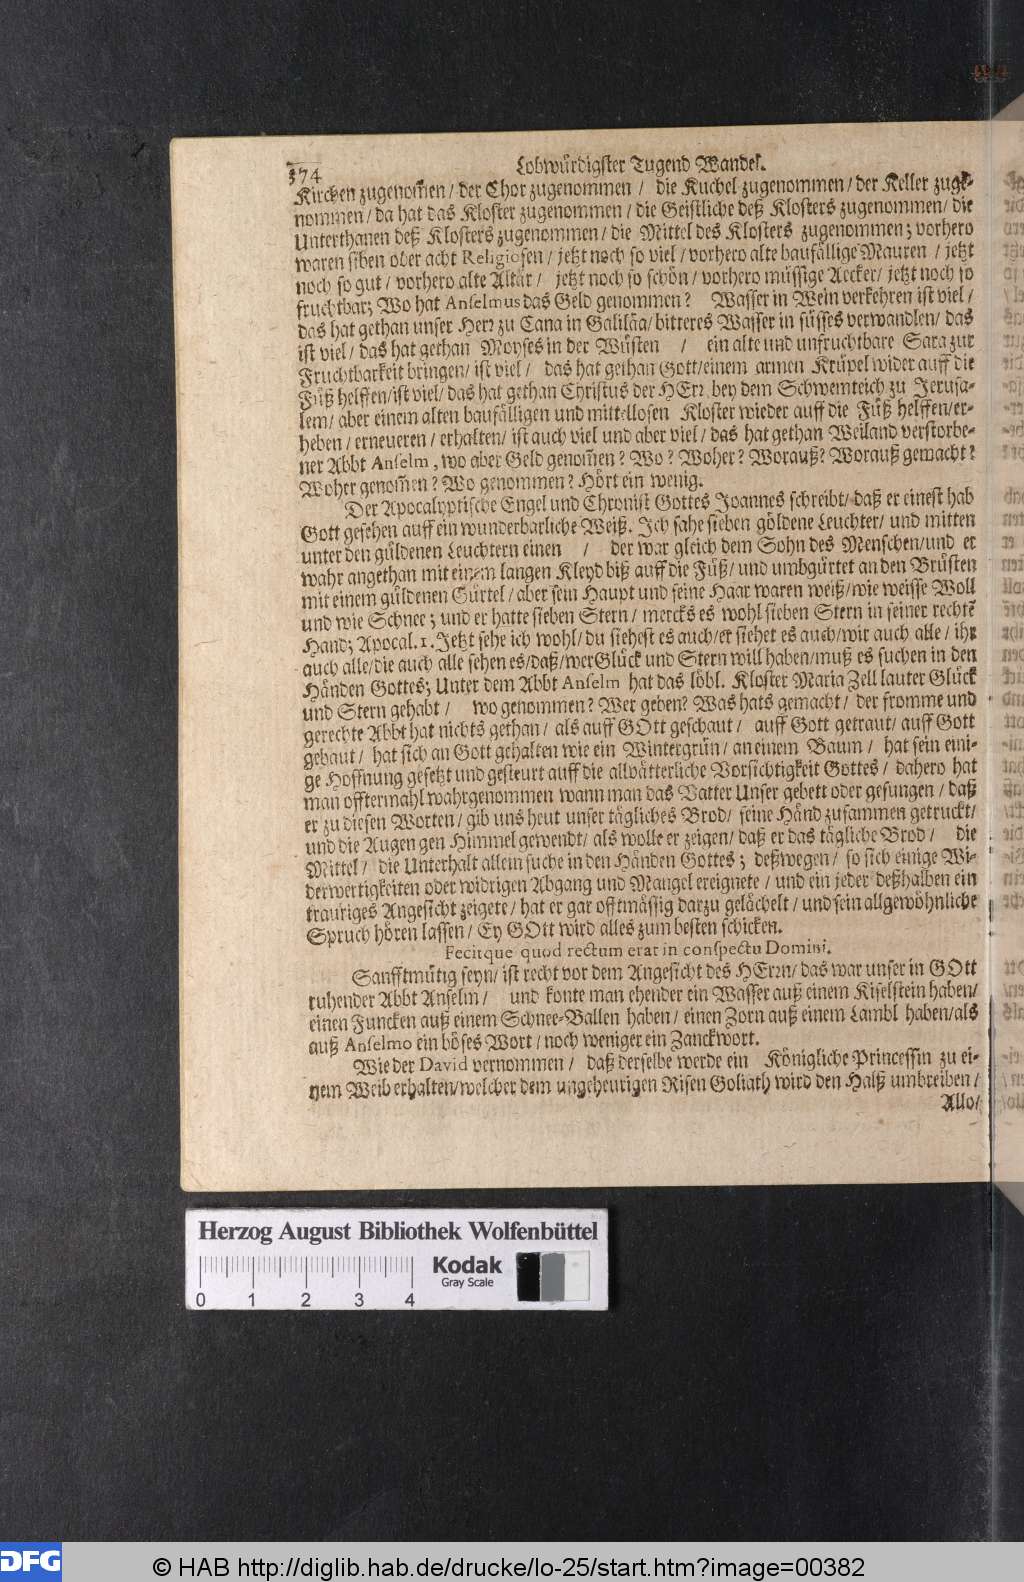 374 Lobwürdigster Tugend Wandel.
Kirchen zugenom̃en / der Chor zugenommen / die Kuchel zugenommen / der Keller zuge-
nommen / da hat das Kloster zugenommen / die Geistliche deß Klosters zugenommen / die
Unterthanen deß Klosters zugenommen / die Mittel des Klosters zugenommen; vorhero
waren siben oder acht Religiosen / jetzt noch so viel / vorhero alte baufällige Mauren / jetzt
noch so gut / vorhero alte Altär / jetzt noch so schön / vorhero müssige Aecker / jetzt noch so
fruchtbar; Wo hat Anselmus das Geld genommen? Wasser in Wein verkehren ist viel /
das hat gethan unser Herr zu Cana in Galiläa / bitteres Wasser in süsses verwandlen / das
ist viel / das hat gethan Moyses in der Wüsten / ein alte und unfruchtbare Sara zur
Fruchtbarkeit bringen / ist viel / das hat gethan Gott / einem armen Krüpel wider auff die
Füß helffen / ist viel / das hat gethan Christus der HErr bey dem Schwemteich zu Jerusa-
lem / aber einem alten baufälligen und mittellosen Kloster wieder auff die Füß helffen / er-
heben / erneueren / erhalten / ist auch viel und aber viel / das hat gethan Weiland verstorbe-
ner Abbt Anselm, wo aber Geld genom̃en? Wo? Woher? Worauß? Worauß gemacht?
Woher genom̃en? Wo genommen? Hört ein wenig.
Der Apocalyptische Engel und Chronist Gottes Joannes schreibt / daß er einest hab
Gott gesehen auff ein wunderbarliche Weiß. Ich sahe sieben göldene Leuchter / und mitten
unter den güldenen Leuchtern einen / der war gleich dem Sohn des Menschen / und er
wahr angethan mit einem langen Kleyd biß auff die Füß / und umbgürtet an den Brüsten
mit einem güldenen Gürtel / aber sein Haupt und seine Haar waren weiß / wie weisse Woll
und wie Schnee; und er hatte sieben Stern / mercks es wohl sieben Stern in seiner rechtẽ
Hand; Apocal. 1. Jetzt sehe ich wohl / du siehest es auch / er siehet es auch / wir auch alle / ihr
auch alle / die auch alle sehen es / daß / wer Glück und Stern will haben / muß es suchen in den
Händen Gottes; Unter dem Abbt Anselm hat das löbl. Kloster Maria Zell lauter Glück
und Stern gehabt / wo genommen? Wer geben? Was hats gemacht / der fromme und
gerechte Abbt hat nichts gethan / als auff GOtt geschaut / auff Gott getraut / auff Gott
gebaut / hat sich an Gott gehalten wie ein Wintergrün / an einem Baum / hat sein eini-
ge Hoffnung gesetzt und gesteurt auff die allvätterliche Vorsichtigkeit Gottes / dahero hat
man offtermahl wahrgenommen wann man das Vatter Unser gebett oder gesungen / daß
er zu diesen Worten / gib uns heut unser tägliches Brod / seine Händ zusammen getruckt /
und die Augen gen Himmel gewendt / als wolle er zeigen / daß er das tägliche Brod / die
Mittel / die Unterhalt allein suche in den Händen Gottes; deßwegen / so sich einige Wi-
derwertigkeiten oder widrigen Abgang und Mangel ereignete / und ein jeder deßhalben ein
trauriges Angesicht zeigete / hat er gar offtmässig darzu gelächelt / und sein allgewöhnliche
Spruch hören lassen / Ey GOtt wird alles zum besten schicken.
Fecitque quod rectum erat in conspectu Domini.
Sanfftmütig seyn / ist recht vor dem Angesicht des HErrn / das war unser in GOtt
ruhender Abbt Anselm / und konte man ehender ein Wasser auß einem Kiselstein haben /
einen Funcken auß einem Schnee-Ballen haben / einen Zorn auß einem Lambl haben / als
auß Anselmo ein böses Wort / noch weniger ein Zanckwort.
Wie der David vernommen / daß derselbe werde ein Königliche Princessin zu ei-
nem Weib erhalten / welcher dem ungeheurigen Risen Goliath wird den Halß umbreiben /
Allo /
Herzog August Bibliothek Wolfenbüttel
Kodak
Gray Scale
0 1 2 3 4
DFG © HAB http://diglib.hab.de/drucke/lo-25/start.htm?image=00382